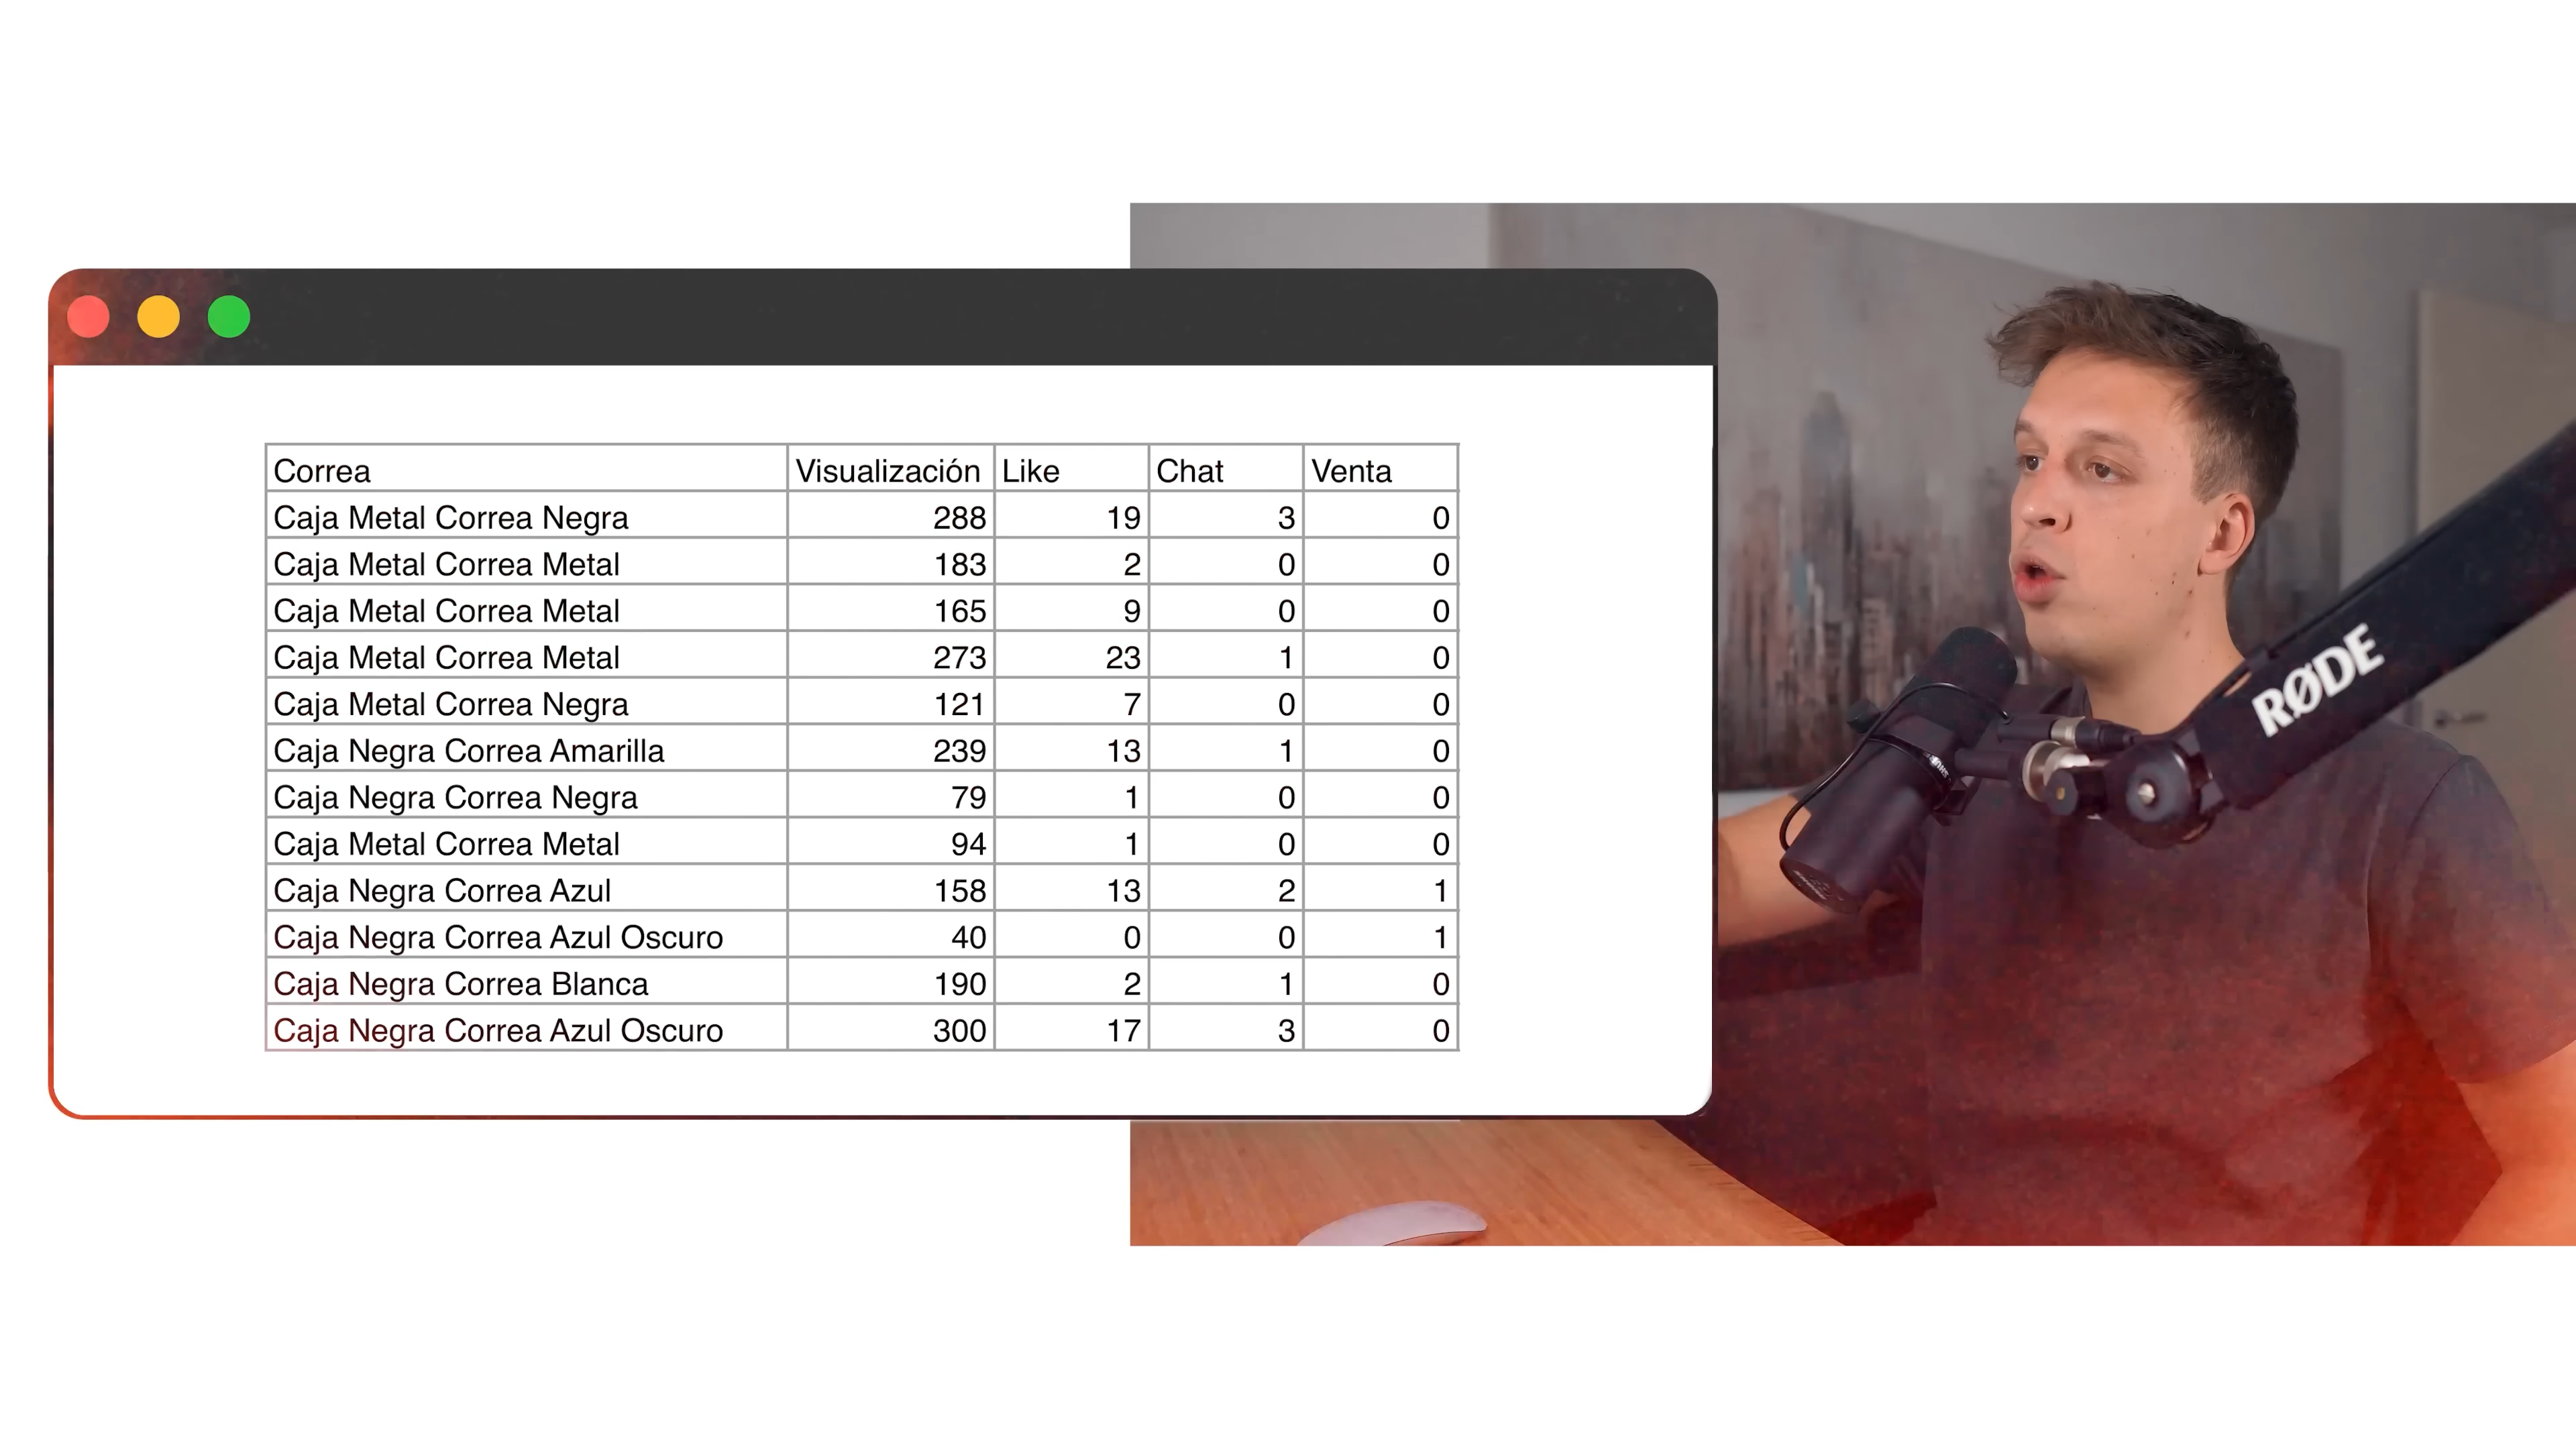 Correa Visualización Like Chat Venta
Caja Metal Correa Negra 288 19 3 0
Caja Metal Correa Metal 183 2 0 0
Caja Metal Correa Metal 165 9 0 0
Caja Metal Correa Metal 273 23 1 0
Caja Metal Correa Negra 121 7 0 0
Caja Negra Correa Amarilla 239 13 1 0
Caja Negra Correa Negra 79 1 0 0
Caja Metal Correa Metal 94 1 0 0
Caja Negra Correa Azul 158 13 2 1
Caja Negra Correa Azul Oscuro 40 0 0 1
Caja Negra Correa Blanca 190 2 1 0
Caja Negra Correa Azul Oscuro 300 17 3 0
RØDE